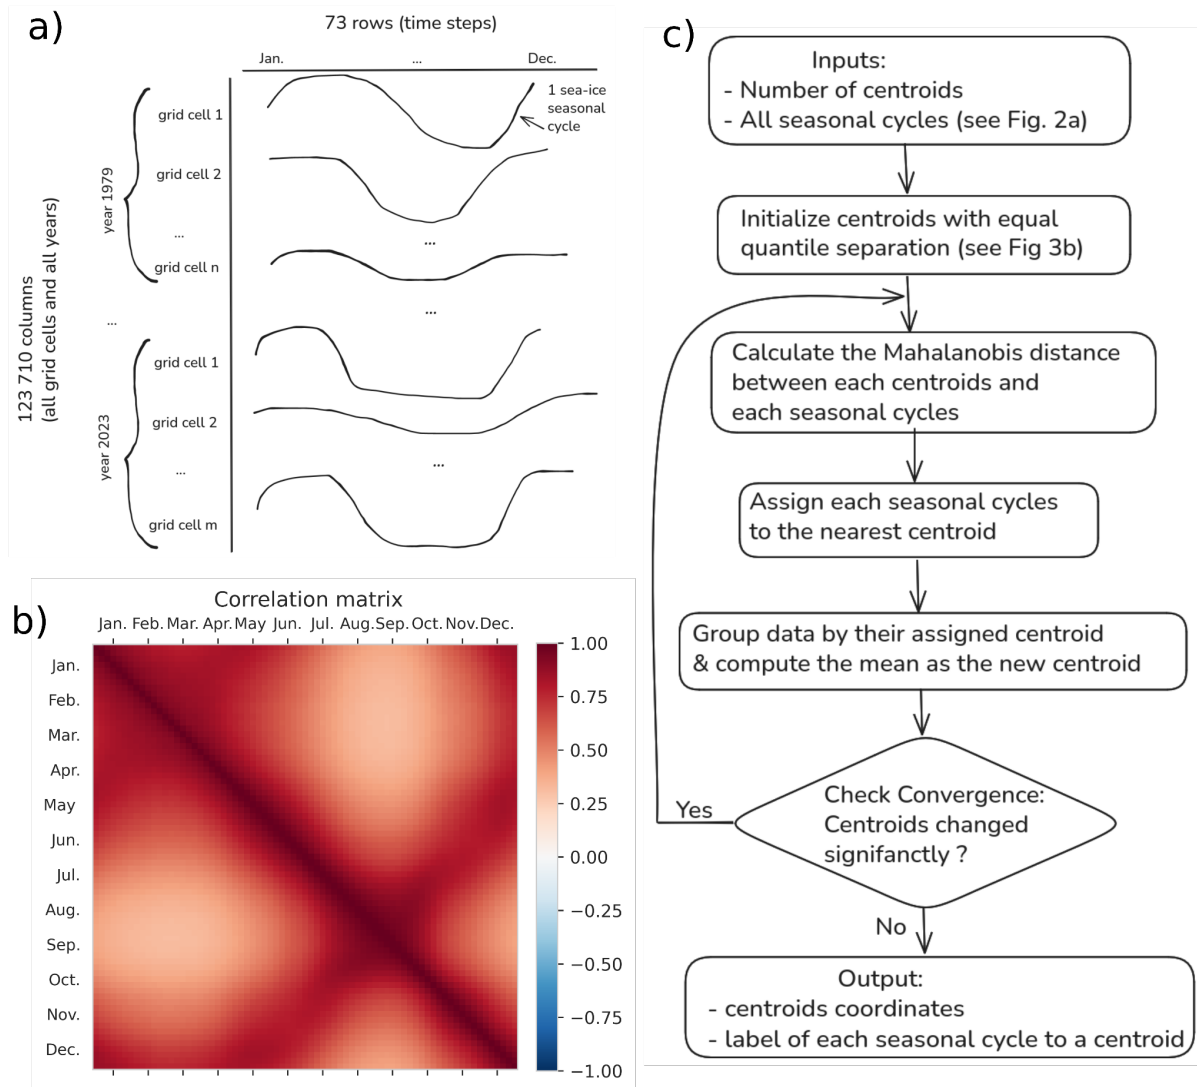 a)
73 rows (time steps)
Jan.
...
Dec.
123 710 columns
(all grid cells and all years)
year 1979
grid cell 1
1 sea-ice
seasonal
cycle
grid cell 2
...
...
grid cell n
...
...
year 2023
grid cell 1
grid cell 2
...
...
grid cell m
b)
Correlation matrix
Jan. Feb. Mar. Apr. May Jun. Jul. Aug. Sep. Oct. Nov. Dec.
Jan.
Feb.
Mar.
Apr.
May
Jun.
Jul.
Aug.
Sep.
Oct.
Nov.
Dec.
1.00
0.75
0.50
0.25
0.00
−0.25
−0.50
−0.75
−1.00
c)
Inputs:
- Number of centroids
- All seasonal cycles (see Fig. 2a)
Initialize centroids with equal
quantile separation (see Fig 3b)
Calculate the Mahalanobis distance
between each centroids and
each seasonal cycles
Assign each seasonal cycles
to the nearest centroid
Group data by their assigned centroid
& compute the mean as the new centroid
Check Convergence:
Centroids changed
signifanctly ?
Yes
No
Output:
- centroids coordinates
- label of each seasonal cycle to a centroid